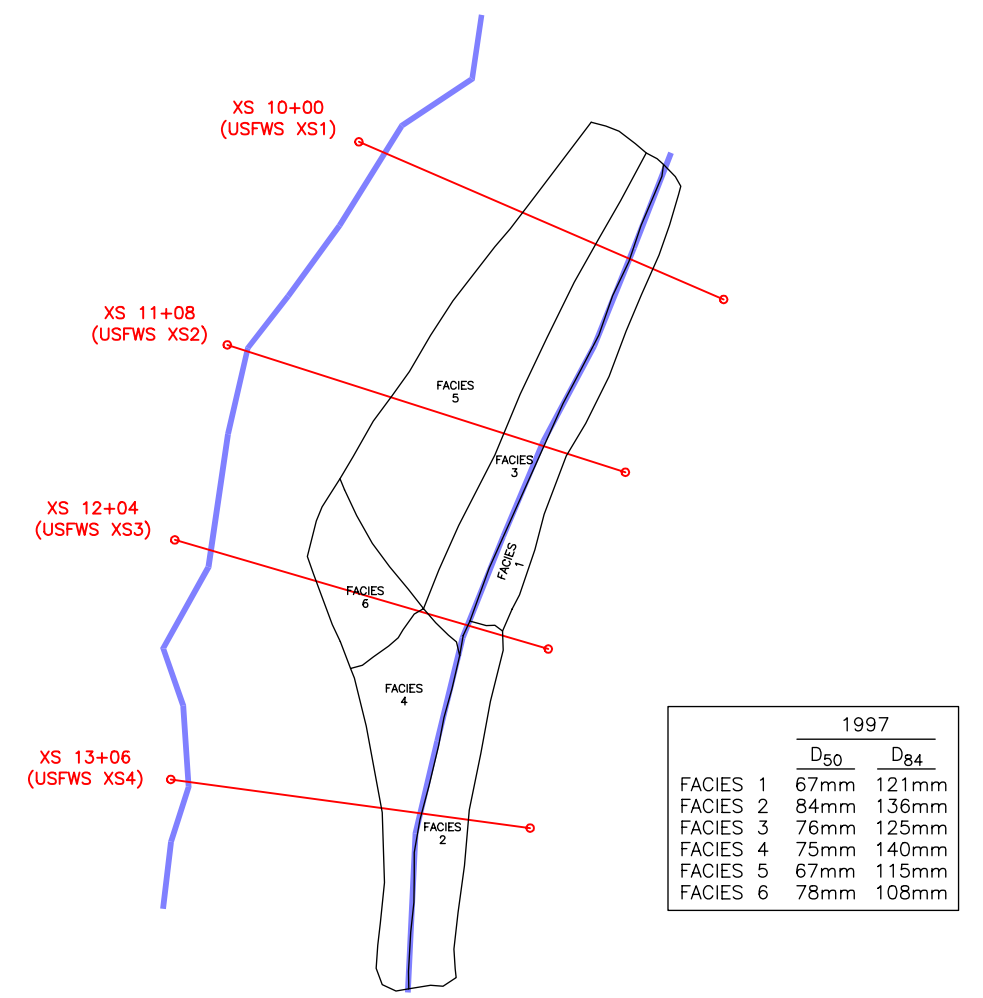 XS 10+00
(USFWS XS1)
XS 11+08
(USFWS XS2)
FACIES
5
FACIES
3
XS 12+04
(USFWS XS3)
FACIES
1
FACIES
6
FACIES
4
XS 13+06
(USFWS XS4)
FACIES
2
1997
D50 D84
FACIES 1 67mm 121mm
FACIES 2 84mm 136mm
FACIES 3 76mm 125mm
FACIES 4 75mm 140mm
FACIES 5 67mm 115mm
FACIES 6 78mm 108mm